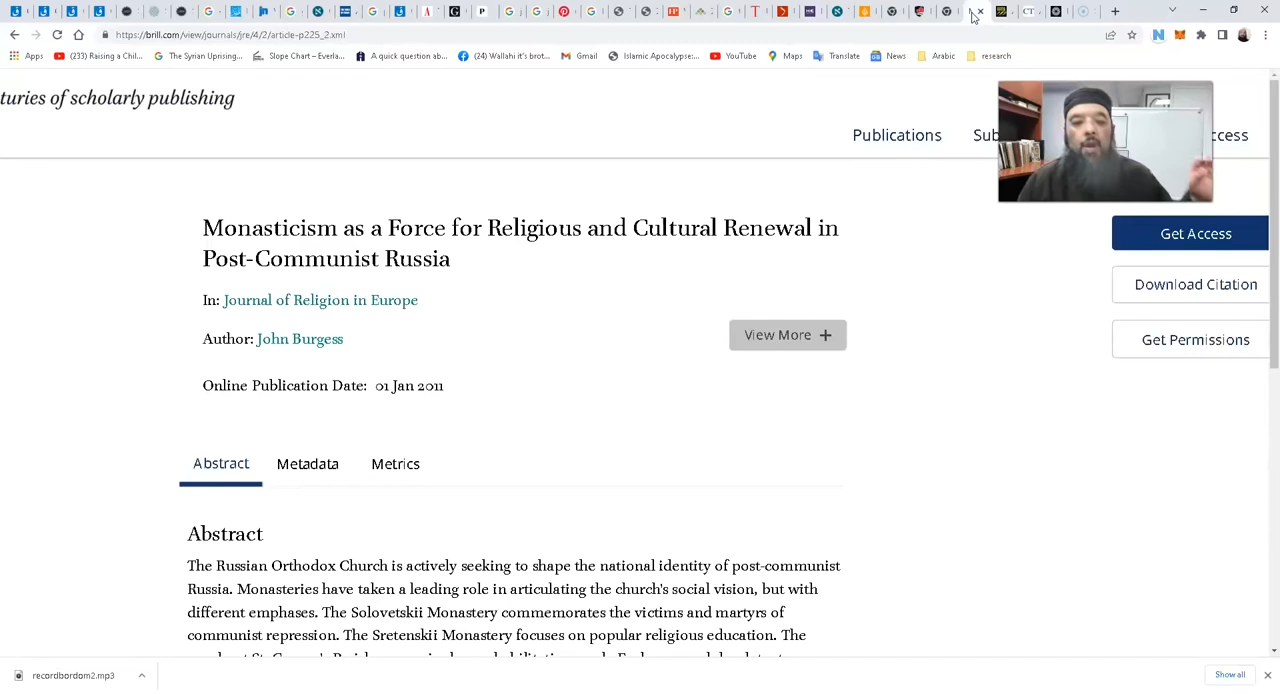 https://brill.com/view/journals/jre/4/2/article-p225_2.xml
Apps
(233) Raising a Chil...
The Syrian Uprising...
Slope Chart – Everla...
A quick question ab...
(24) Wallahi it's brot...
Gmail
Islamic Apocalypse:...
YouTube
Maps
Translate
News
Arabic
research
turies of scholarly publishing
Publications
Sub
ccess
Monasticism as a Force for Religious and Cultural Renewal in
Post-Communist Russia
Get Access
Download Citation
Get Permissions
In: Journal of Religion in Europe
Author: John Burgess
View More +
Online Publication Date: 01 Jan 2011
Abstract
Metadata
Metrics
Abstract
The Russian Orthodox Church is actively seeking to shape the national identity of post-communist
Russia. Monasteries have taken a leading role in articulating the church's social vision, but with
different emphases. The Solovetskii Monastery commemorates the victims and martyrs of
communist repression. The Sretenskii Monastery focuses on popular religious education. The
recordbordom2.mp3
Show all